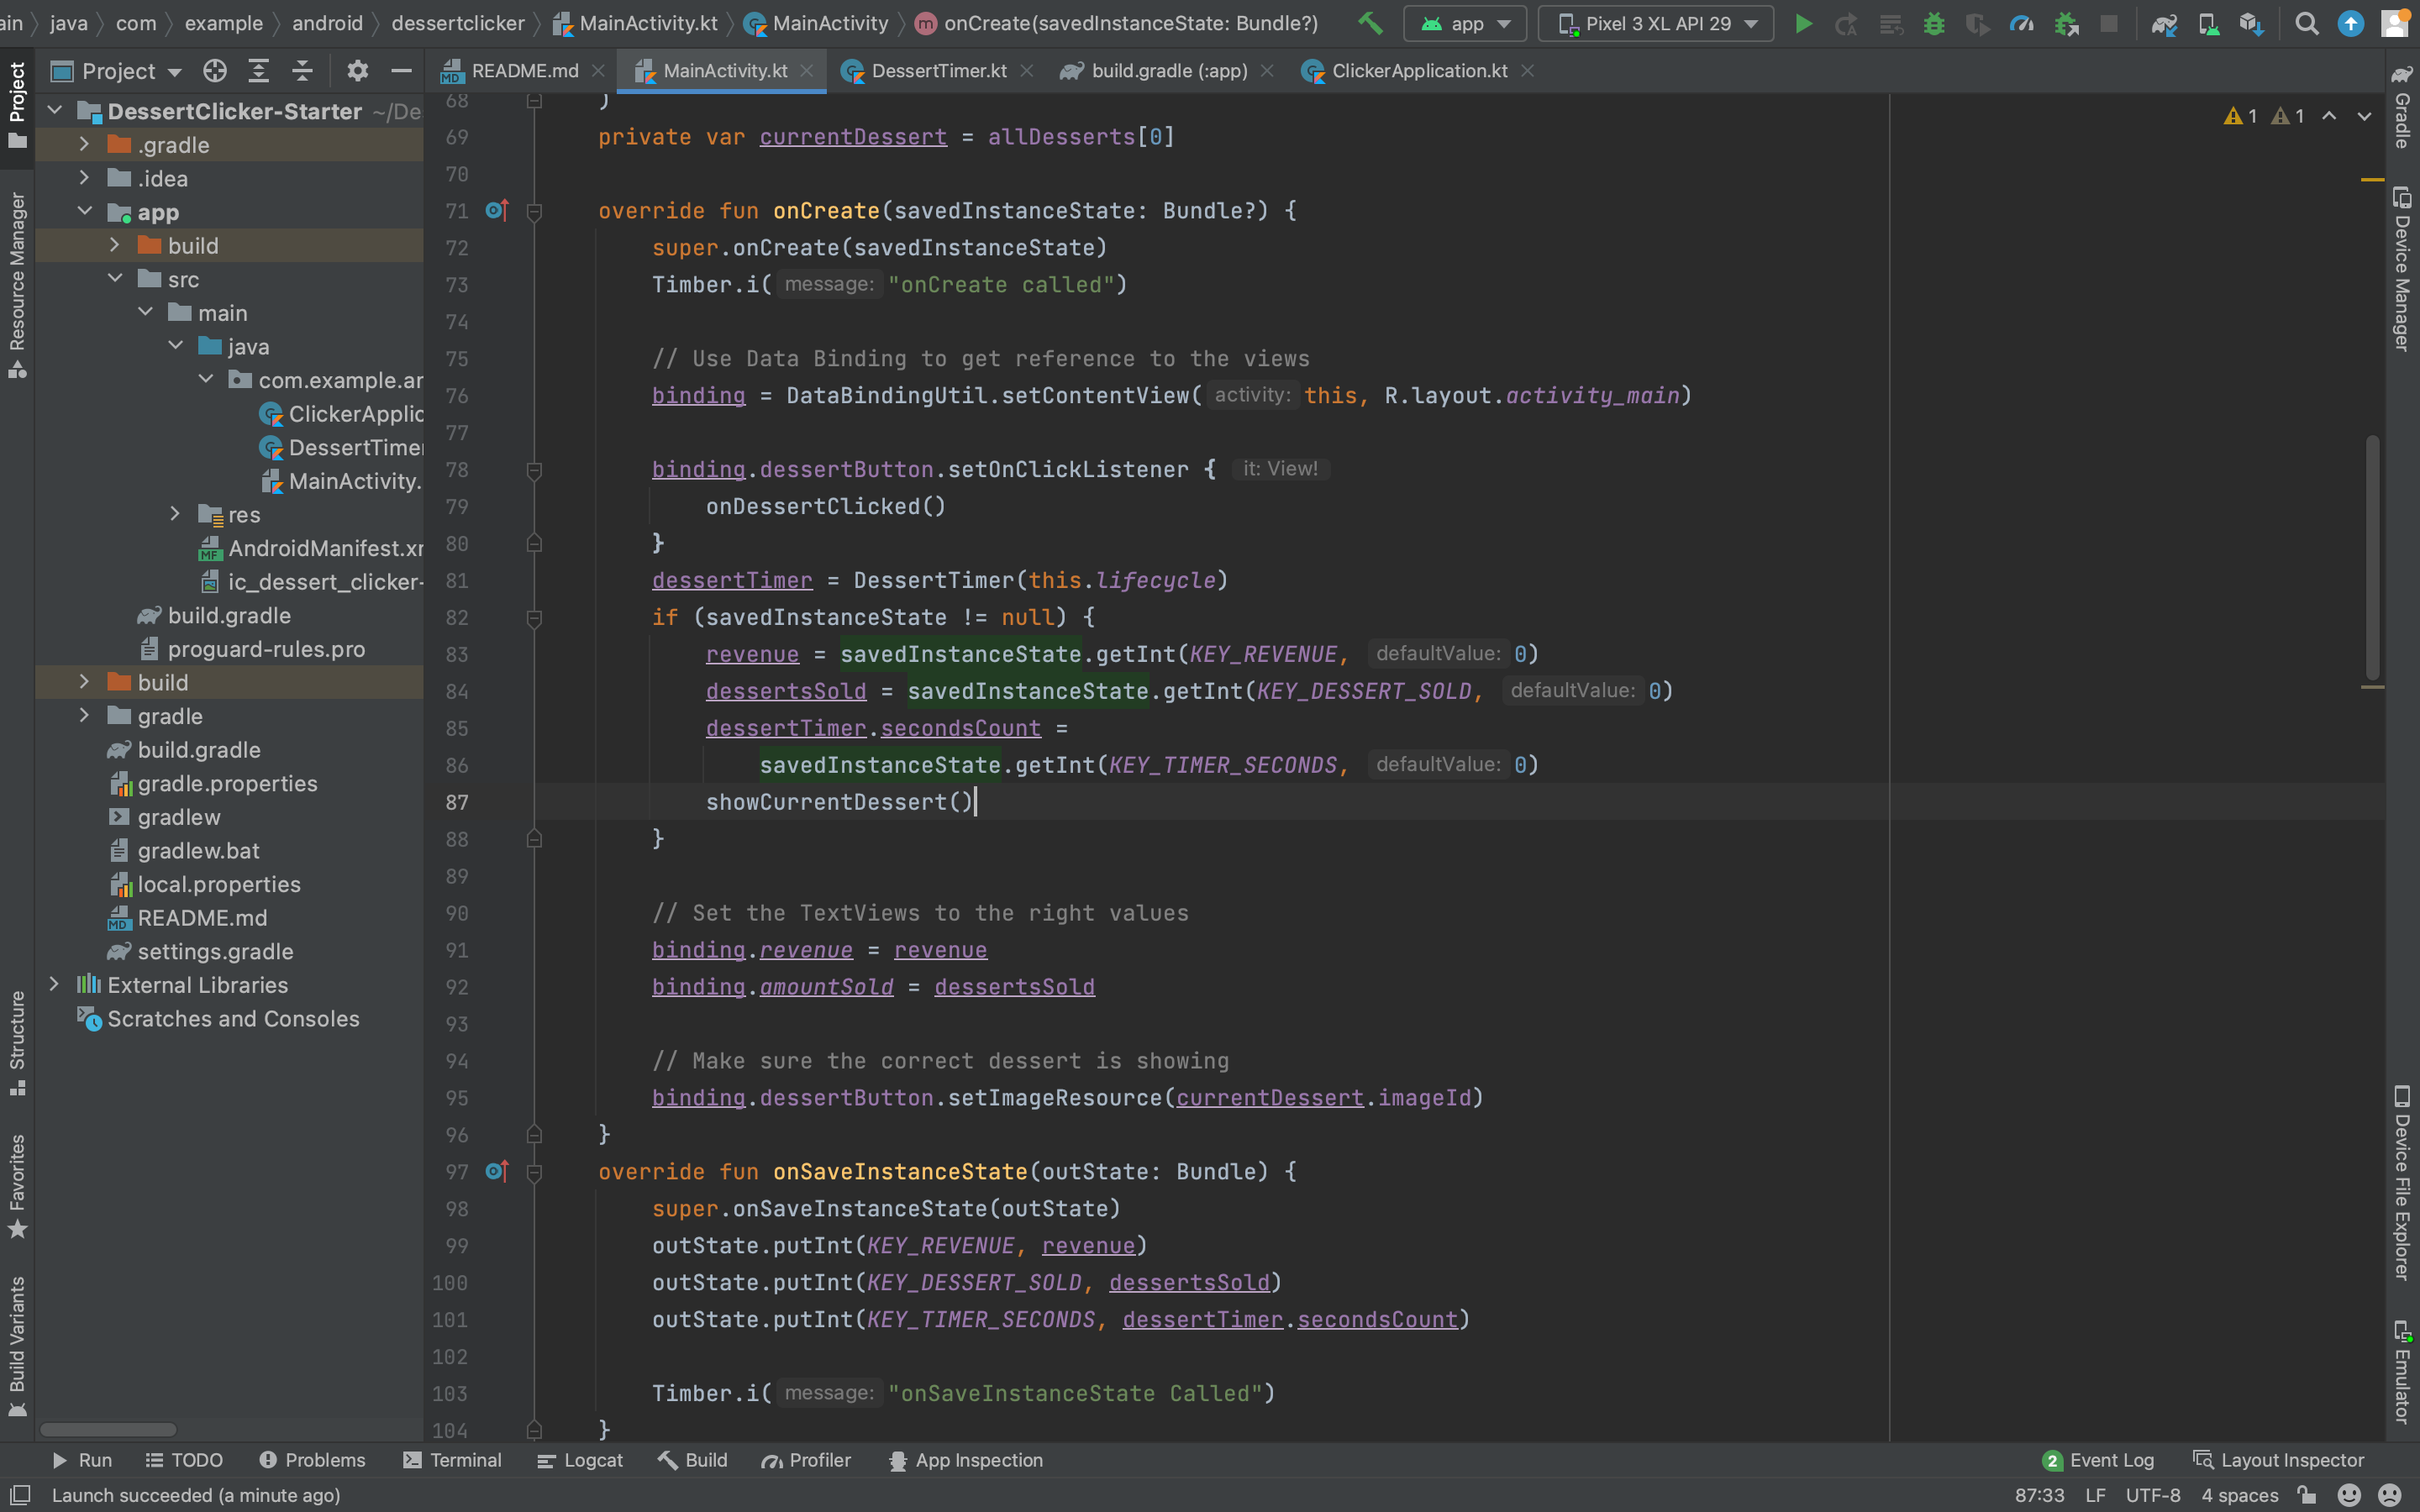 ain java com example android dessertclicker MainActivity.kt MainActivity m onCreate(savedInstanceState: Bundle?) app Pixel 3 XL API 29
Project
README.md MainActivity.kt DessertTimer.kt build.gradle (:app) ClickerApplication.kt
Project
Resource Manager
Structure
Favorites
Build Variants
DessertClicker-Starter ~/De
.gradle
.idea
app
build
src
main
java
com.example.ar
ClickerApplic
DessertTimer
MainActivity.
res
AndroidManifest.xr
ic_dessert_clicker-
build.gradle
proguard-rules.pro
build
gradle
build.gradle
gradle.properties
gradlew
gradlew.bat
local.properties
README.md
settings.gradle
External Libraries
Scratches and Consoles
1 1
68 )
69 private var currentDessert = allDesserts[0]
70
71 override fun onCreate(savedInstanceState: Bundle?) {
72 super.onCreate(savedInstanceState)
73 Timber.i( message: "onCreate called")
74
75 // Use Data Binding to get reference to the views
76 binding = DataBindingUtil.setContentView( activity: this, R.layout.activity_main)
77
78 binding.dessertButton.setOnClickListener { it: View!
79 onDessertClicked()
80 }
81 dessertTimer = DessertTimer(this.lifecycle)
82 if (savedInstanceState != null) {
83 revenue = savedInstanceState.getInt(KEY_REVENUE, defaultValue: 0)
84 dessertsSold = savedInstanceState.getInt(KEY_DESSERT_SOLD, defaultValue: 0)
85 dessertTimer.secondsCount =
86 savedInstanceState.getInt(KEY_TIMER_SECONDS, defaultValue: 0)
87 showCurrentDessert()
88 }
89
90 // Set the TextViews to the right values
91 binding.revenue = revenue
92 binding.amountSold = dessertsSold
93
94 // Make sure the correct dessert is showing
95 binding.dessertButton.setImageResource(currentDessert.imageId)
96 }
97 override fun onSaveInstanceState(outState: Bundle) {
98 super.onSaveInstanceState(outState)
99 outState.putInt(KEY_REVENUE, revenue)
100 outState.putInt(KEY_DESSERT_SOLD, dessertsSold)
101 outState.putInt(KEY_TIMER_SECONDS, dessertTimer.secondsCount)
102
103 Timber.i( message: "onSaveInstanceState Called")
104 }
Gradle
Device Manager
Device File Explorer
Emulator
Run TODO Problems Terminal Logcat Build Profiler App Inspection 2 Event Log Layout Inspector
Launch succeeded (a minute ago) 87:33 LF UTF-8 4 spaces